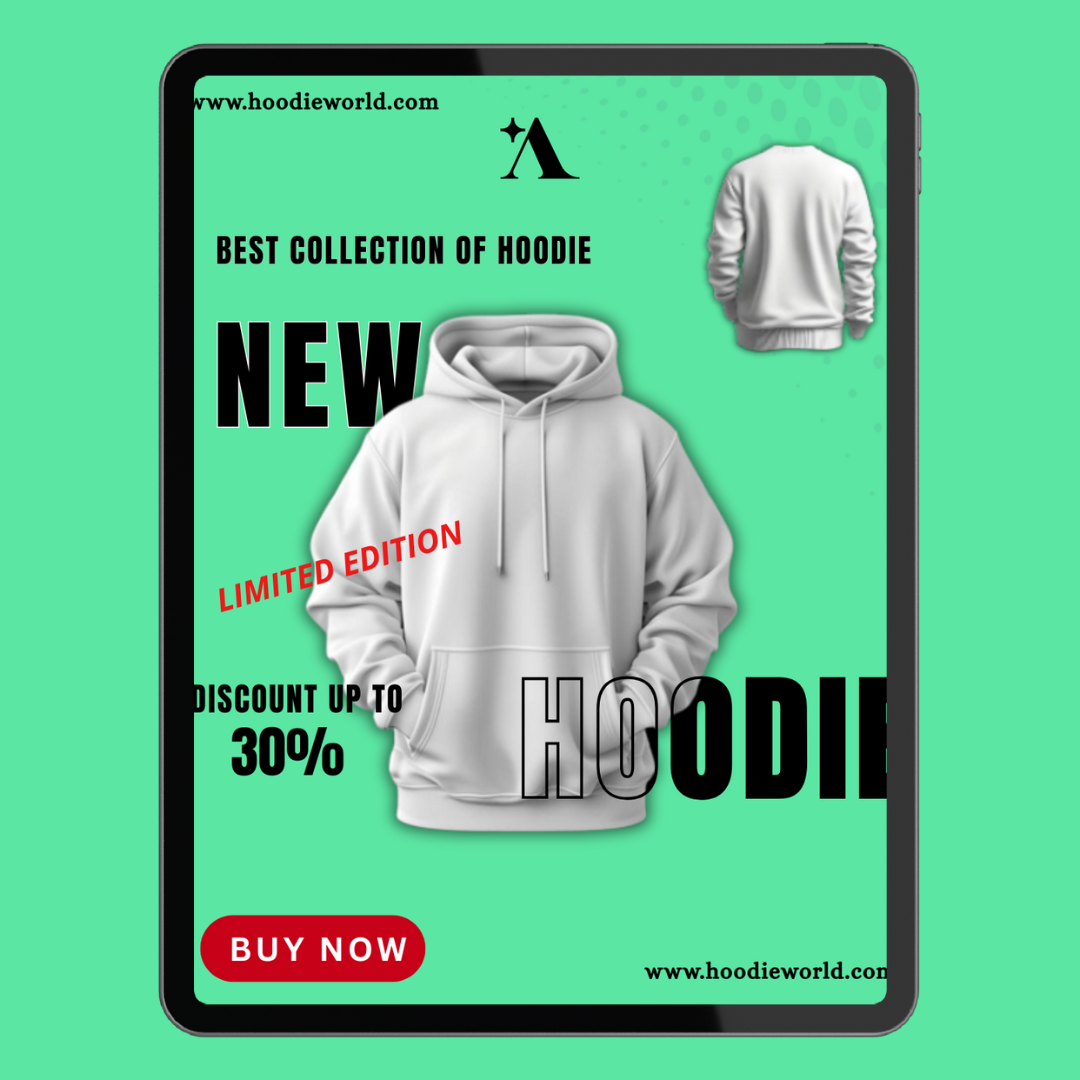 www.hoodieworld.com
A
BEST COLLECTION OF HOODIE
NEW
LIMITED EDITION
DISCOUNT UP TO
30%
HOODIE
BUY NOW
www.hoodieworld.com